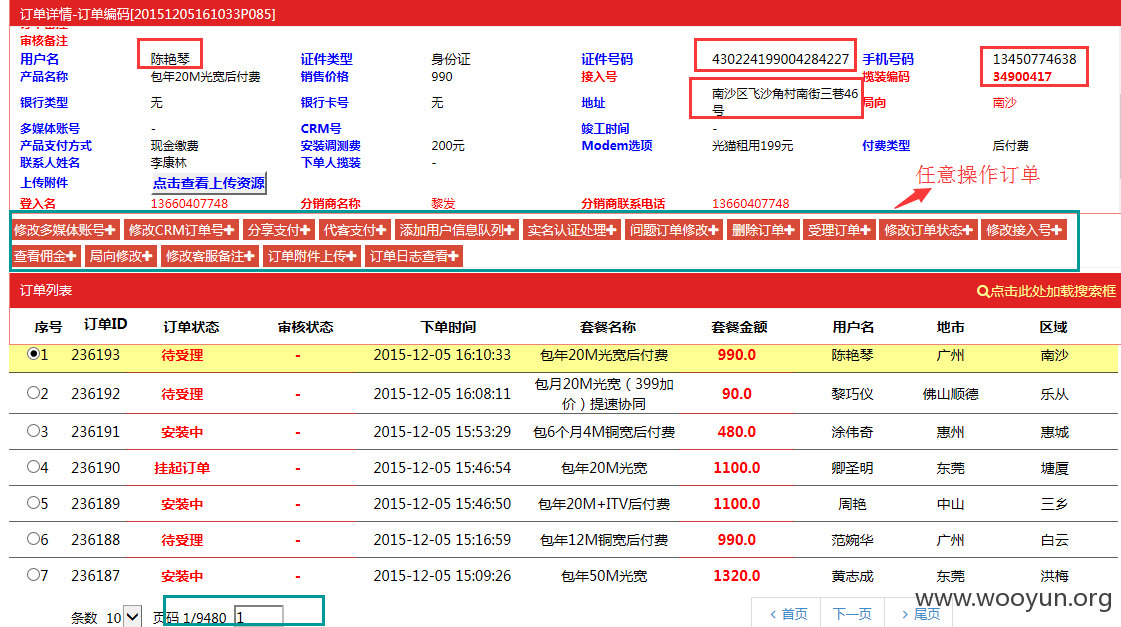 订单详情-订单编码[20151205161033P085]
审核备注
用户名 陈艳琴 证件类型 身份证 证件号码 430224199004284227 手机号码 13450774638
产品名称 包年20M光宽后付费 销售价格 990 接入号 揽装编码 34900417
银行类型 无 银行卡号 无 地址 南沙区飞沙角村南街三巷46号 局向 南沙
多媒体账号 - CRM号 竣工时间 -
产品支付方式 现金缴费 安装调测费 200元 Modem选项 光猫租用199元 付费类型 后付费
联系人姓名 李康林 下单人揽装 -
上传附件 点击查看上传资源
任意操作订单
登入名 13660407748 分销商名称 黎发 分销商联系电话 13660407748
修改多媒体账号 修改CRM订单号 分享支付 代客支付 添加用户信息队列 实名认证处理 问题订单修改 删除订单 受理订单 修改订单状态 修改接入号
查看佣金 局向修改 修改客服备注 订单附件上传 订单日志查看
订单列表 点击此处加载搜索框
序号 订单ID 订单状态 审核状态 下单时间 套餐名称 套餐金额 用户名 地市 区域
1 236193 待受理 - 2015-12-05 16:10:33 包年20M光宽后付费 990.0 陈艳琴 广州 南沙
2 236192 待受理 - 2015-12-05 16:08:11 包月20M光宽（399加价）提速协同 90.0 黎巧仪 佛山顺德 乐从
3 236191 安装中 - 2015-12-05 15:53:29 包6个月4M铜宽后付费 480.0 涂伟奇 惠州 惠城
4 236190 挂起订单 - 2015-12-05 15:46:54 包年20M光宽 1100.0 卿圣明 东莞 塘厦
5 236189 安装中 - 2015-12-05 15:46:50 包年20M+ITV后付费 1100.0 周艳 中山 三乡
6 236188 待受理 - 2015-12-05 15:16:59 包年12M铜宽后付费 990.0 范婉华 广州 白云
7 236187 安装中 - 2015-12-05 15:09:26 包年50M光宽 1320.0 黄志成 东莞 洪梅
条数 10 页码 1/9480 1 首页 下一页 尾页
www.wooyun.org